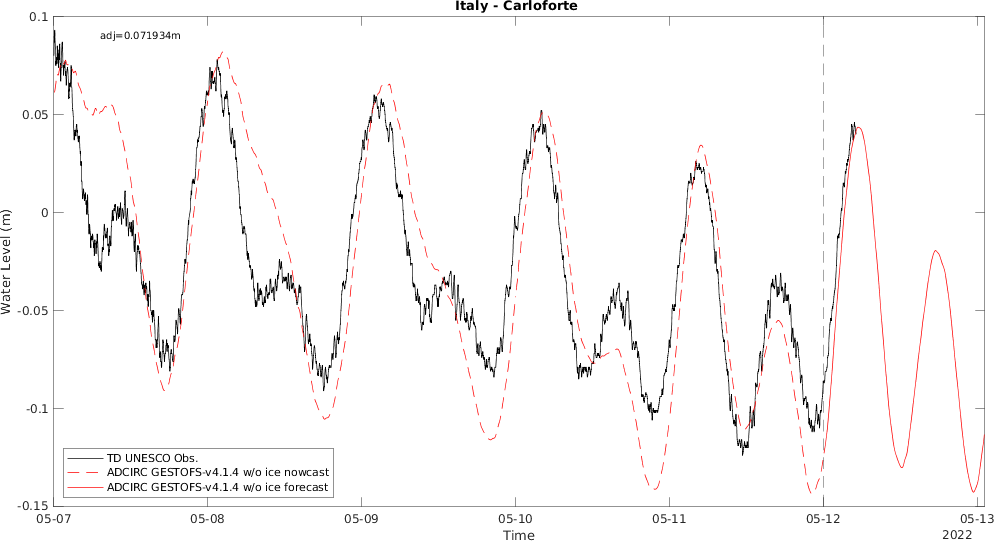 Italy - Carloforte
adj=0.071934m
0.1
0.05
0
-0.05
-0.1
-0.15
Water Level (m)
TD UNESCO Obs.
ADCIRC GESTOFS-v4.1.4 w/o ice nowcast
ADCIRC GESTOFS-v4.1.4 w/o ice forecast
05-07 05-08 05-09 05-10 05-11 05-12 05-13
Time
2022